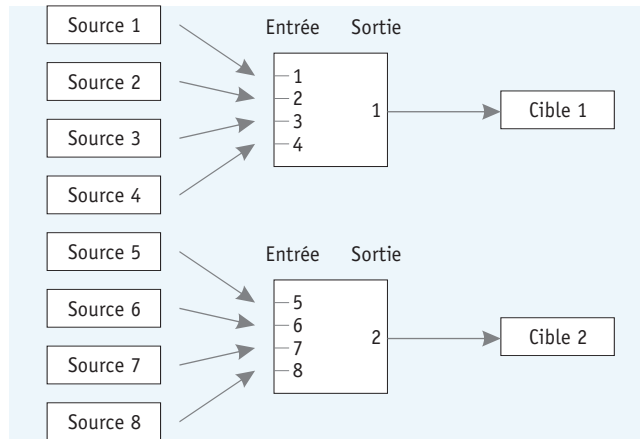 Source 1
Source 2
Source 3
Source 4
Entrée Sortie
1
2
3
4
1
Cible 1
Source 5
Source 6
Source 7
Source 8
Entrée Sortie
5
6
7
8
2
Cible 2